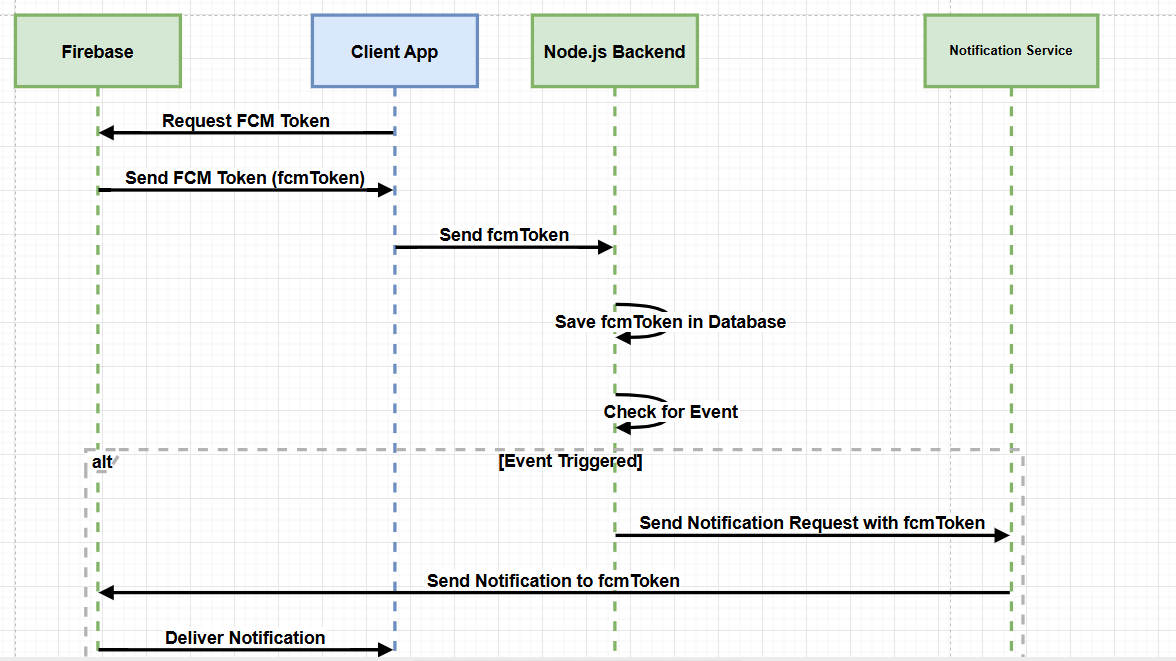 Firebase
Client App
Node.js Backend
Notification Service
Request FCM Token
Send FCM Token (fcmToken)
Send fcmToken
Save fcmToken in Database
Check for Event
alt
[Event Triggered]
Send Notification Request with fcmToken
Send Notification to fcmToken
Deliver Notification